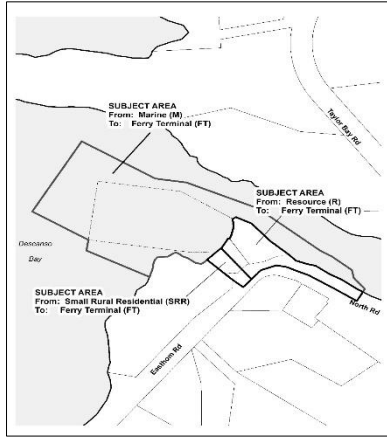 SUBJECT AREA
From: Marine (M)
To: Ferry Terminal (FT)
Taylor Bay Rd
SUBJECT AREA
From: Resource (R)
To: Ferry Terminal (FT)
Descanso
Bay
SUBJECT AREA
From: Small Rural Residential (SRR)
To: Ferry Terminal (FT)
North Rd
Easthom Rd